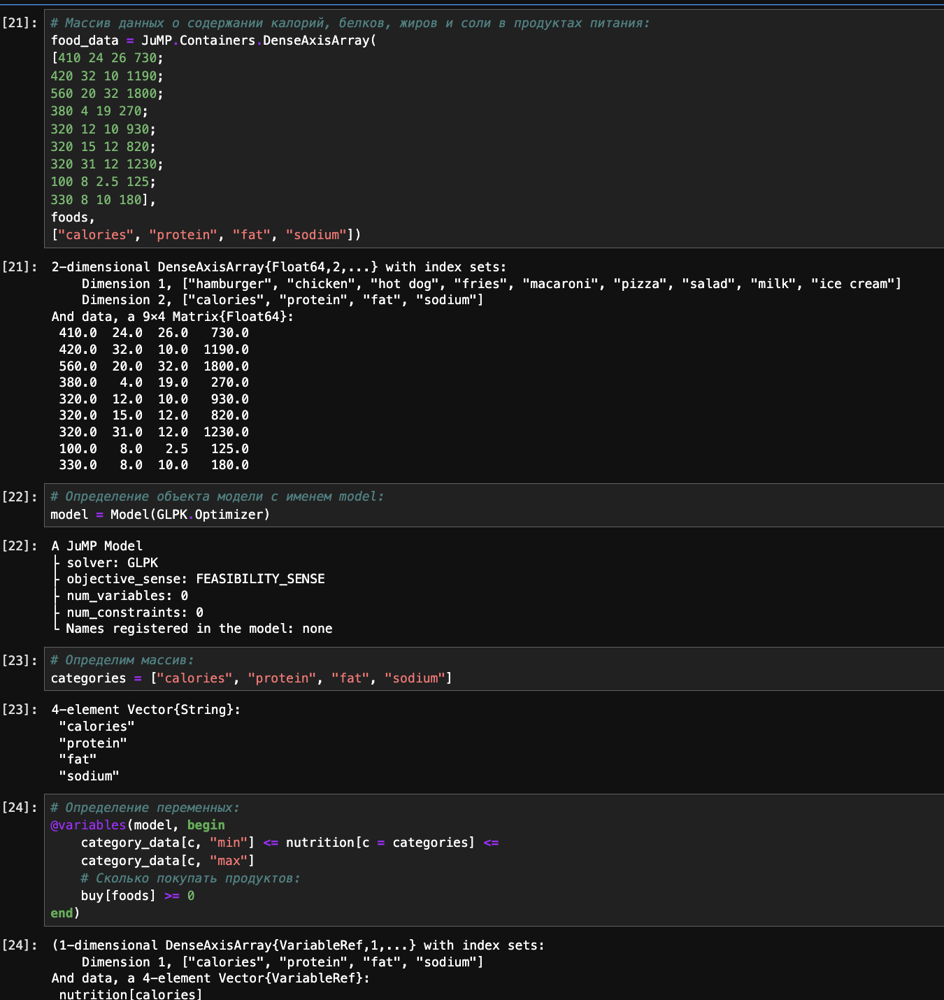 [21]: # Массив данных о содержании калорий, белков, жиров и соли в продуктах питания:
food_data = JuMP.Containers.DenseAxisArray(
[410 24 26 730;
420 32 10 1190;
560 20 32 1800;
380 4 19 270;
320 12 10 930;
320 15 12 820;
320 31 12 1230;
100 8 2.5 125;
330 8 10 180],
foods,
["calories", "protein", "fat", "sodium"])
[21]: 2-dimensional DenseAxisArray{Float64,2,...} with index sets:
    Dimension 1, ["hamburger", "chicken", "hot dog", "fries", "macaroni", "pizza", "salad", "milk", "ice cream"]
    Dimension 2, ["calories", "protein", "fat", "sodium"]
And data, a 9×4 Matrix{Float64}:
 410.0  24.0  26.0   730.0
 420.0  32.0  10.0  1190.0
 560.0  20.0  32.0  1800.0
 380.0   4.0  19.0   270.0
 320.0  12.0  10.0   930.0
 320.0  15.0  12.0   820.0
 320.0  31.0  12.0  1230.0
 100.0   8.0   2.5   125.0
 330.0   8.0  10.0   180.0
[22]: # Определение объекта модели с именем model:
model = Model(GLPK.Optimizer)
[22]: A JuMP Model
├ solver: GLPK
├ objective_sense: FEASIBILITY_SENSE
├ num_variables: 0
├ num_constraints: 0
└ Names registered in the model: none
[23]: # Определим массив:
categories = ["calories", "protein", "fat", "sodium"]
[23]: 4-element Vector{String}:
 "calories"
 "protein"
 "fat"
 "sodium"
[24]: # Определение переменных:
@variables(model, begin
    category_data[c, "min"] <= nutrition[c = categories] <=
    category_data[c, "max"]
    # Сколько покупать продуктов:
    buy[foods] >= 0
end)
[24]: (1-dimensional DenseAxisArray{VariableRef,1,...} with index sets:
    Dimension 1, ["calories", "protein", "fat", "sodium"]
And data, a 4-element Vector{VariableRef}:
 nutrition[calories]